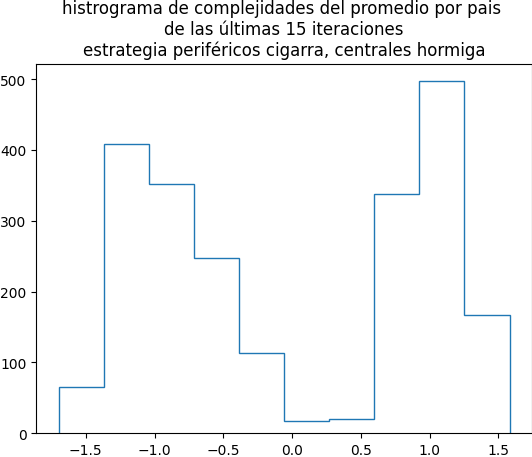 histrograma de complejidades del promedio por pais
de las últimas 15 iteraciones
estrategia periféricos cigarra, centrales hormiga
500
400
300
200
100
0
−1.5 −1.0 −0.5 0.0 0.5 1.0 1.5